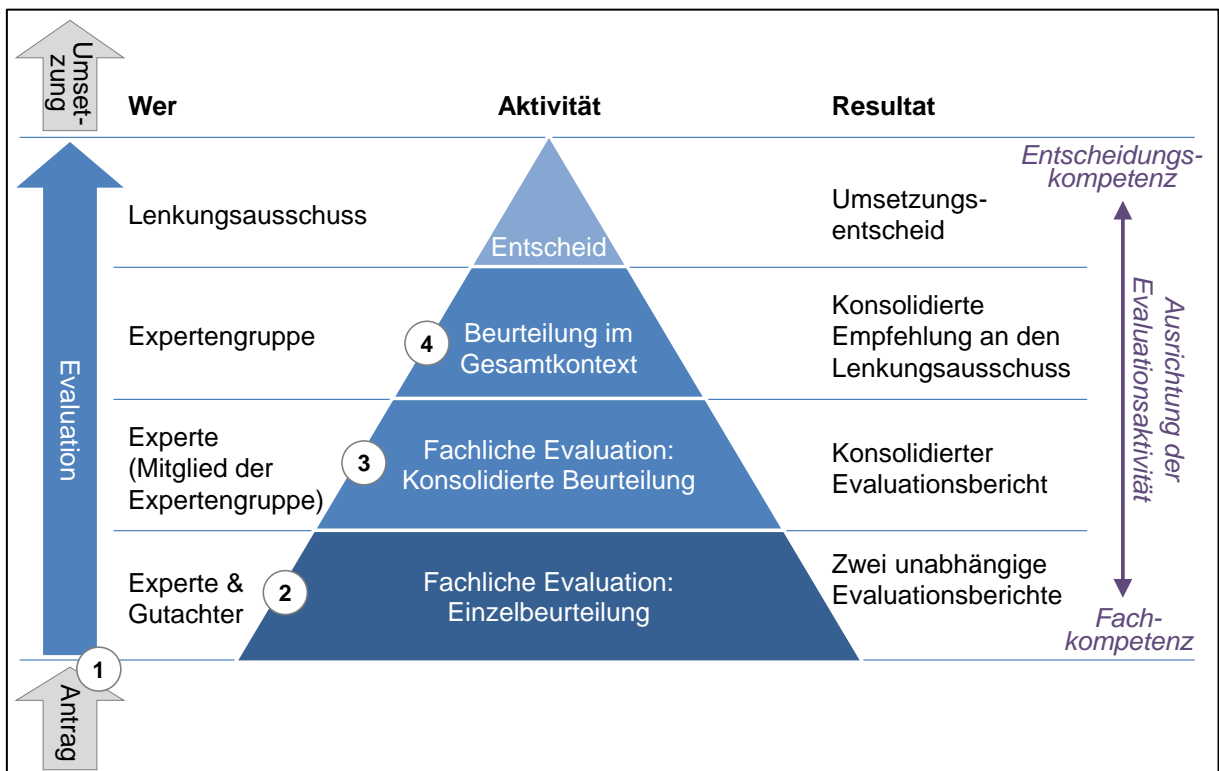 Umset-
zung
Wer
Aktivität
Resultat
Entscheidungs-
kompetenz
Lenkungsausschuss
Entscheid
Umsetzungs-
entscheid
Expertengruppe
4
Beurteilung im
Gesamtkontext
Konsolidierte
Empfehlung an den
Lenkungsausschuss
Ausrichtung der
Evaluationsaktivität
Evaluation
Experte
(Mitglied der
Expertengruppe)
3
Fachliche Evaluation:
Konsolidierte Beurteilung
Konsolidierter
Evaluationsbericht
Experte &
Gutachter
2
Fachliche Evaluation:
Einzelbeurteilung
Zwei unabhängige
Evaluationsberichte
Fach-
kompetenz
1
Antrag